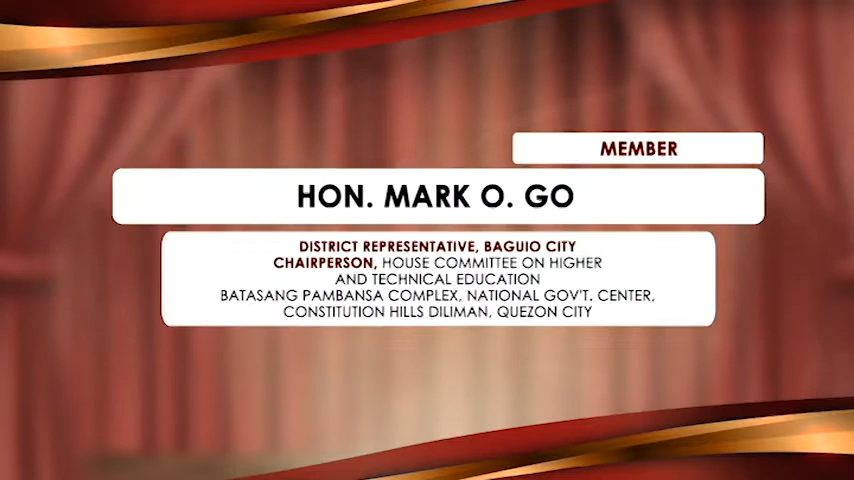 MEMBER
HON. MARK O. GO
DISTRICT REPRESENTATIVE, BAGUIO CITY
CHAIRPERSON, HOUSE COMMITTEE ON HIGHER
AND TECHNICAL EDUCATION
BATASANG PAMBANSA COMPLEX, NATIONAL GOV'T. CENTER,
CONSTITUTION HILLS DILIMAN, QUEZON CITY